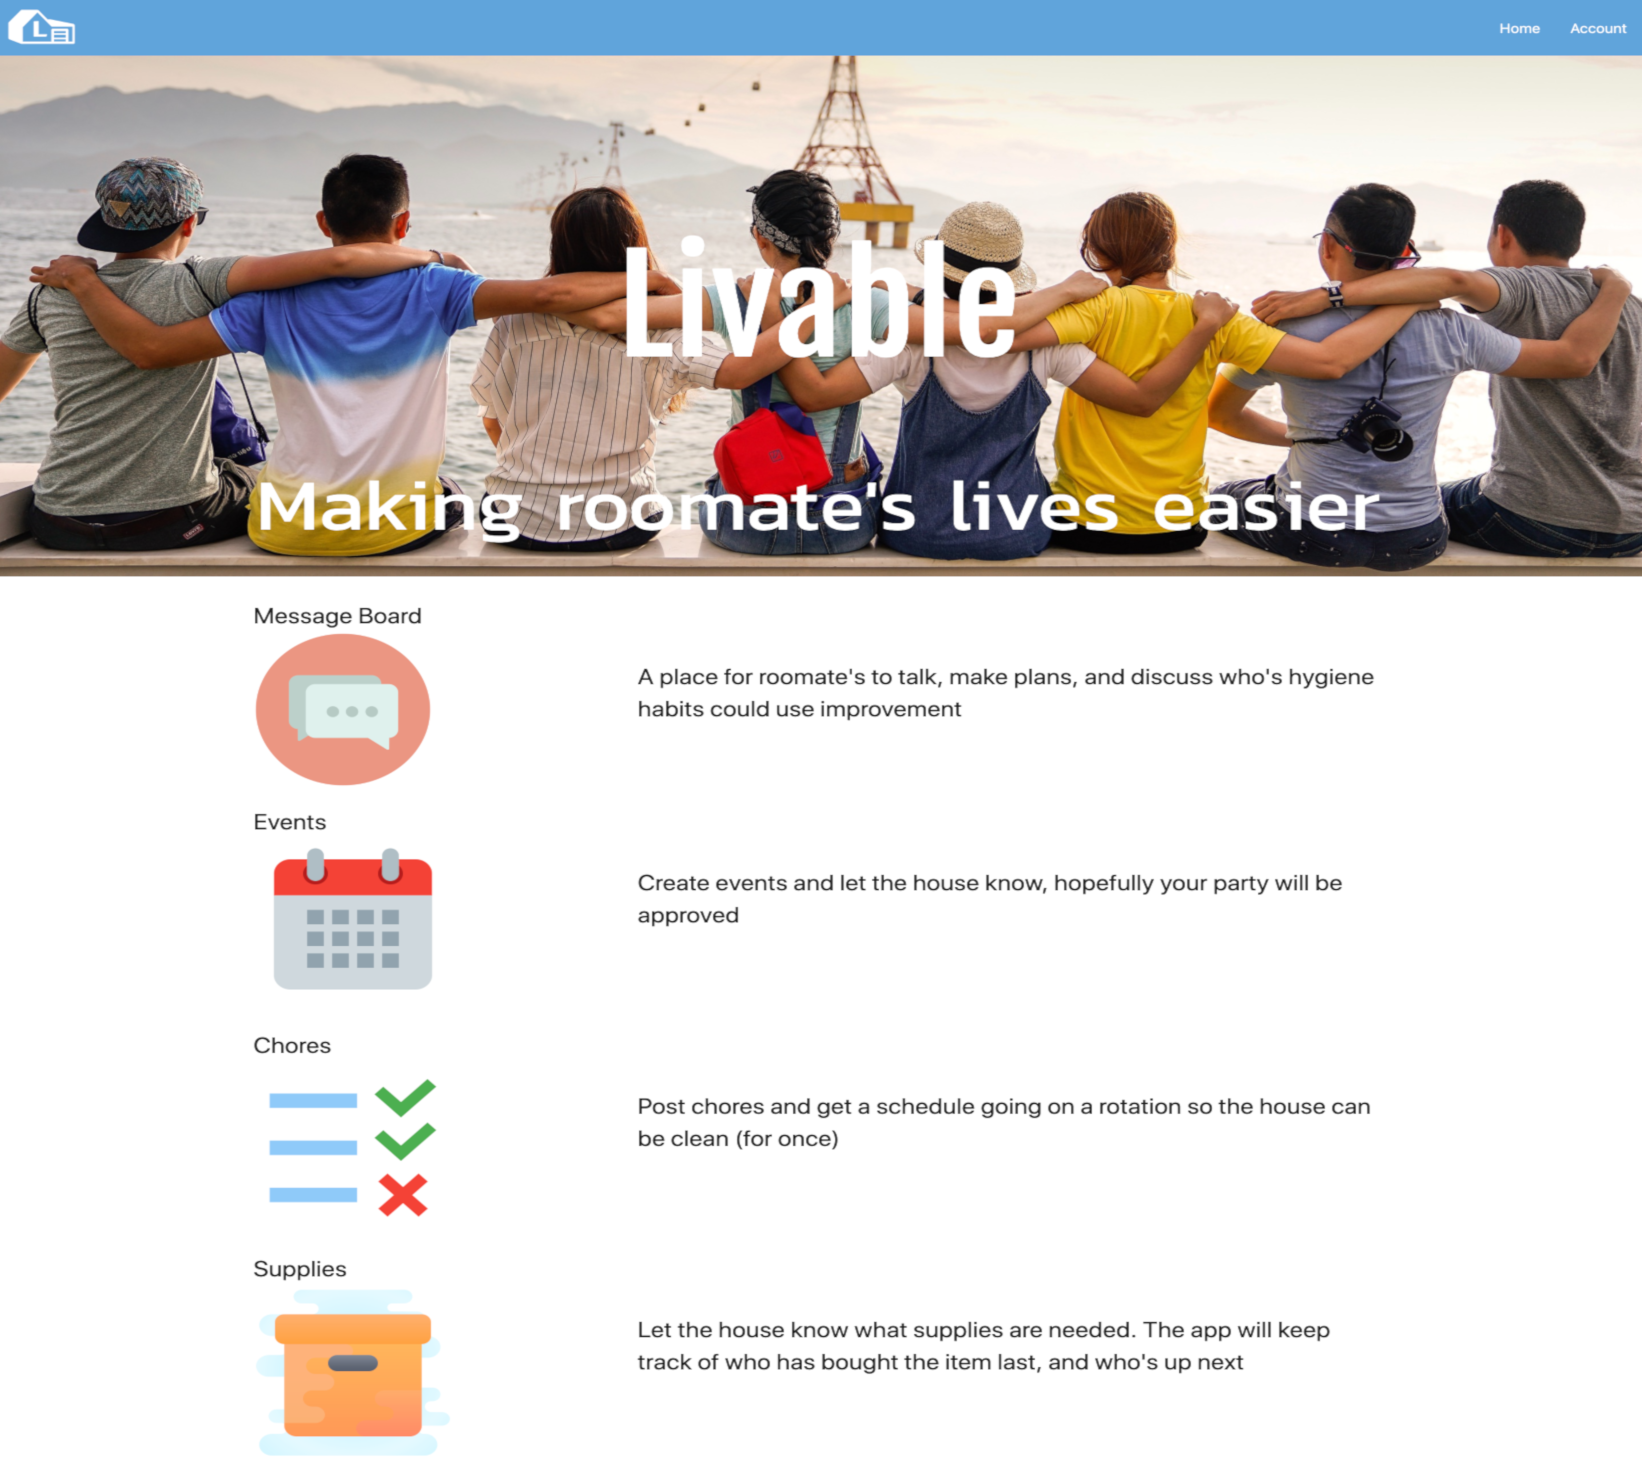 L
Home Account
Livable
Making roomate's lives easier
Message Board
A place for roomate's to talk, make plans, and discuss who's hygiene
habits could use improvement
Events
Create events and let the house know, hopefully your party will be
approved
Chores
Post chores and get a schedule going on a rotation so the house can
be clean (for once)
Supplies
Let the house know what supplies are needed. The app will keep
track of who has bought the item last, and who's up next